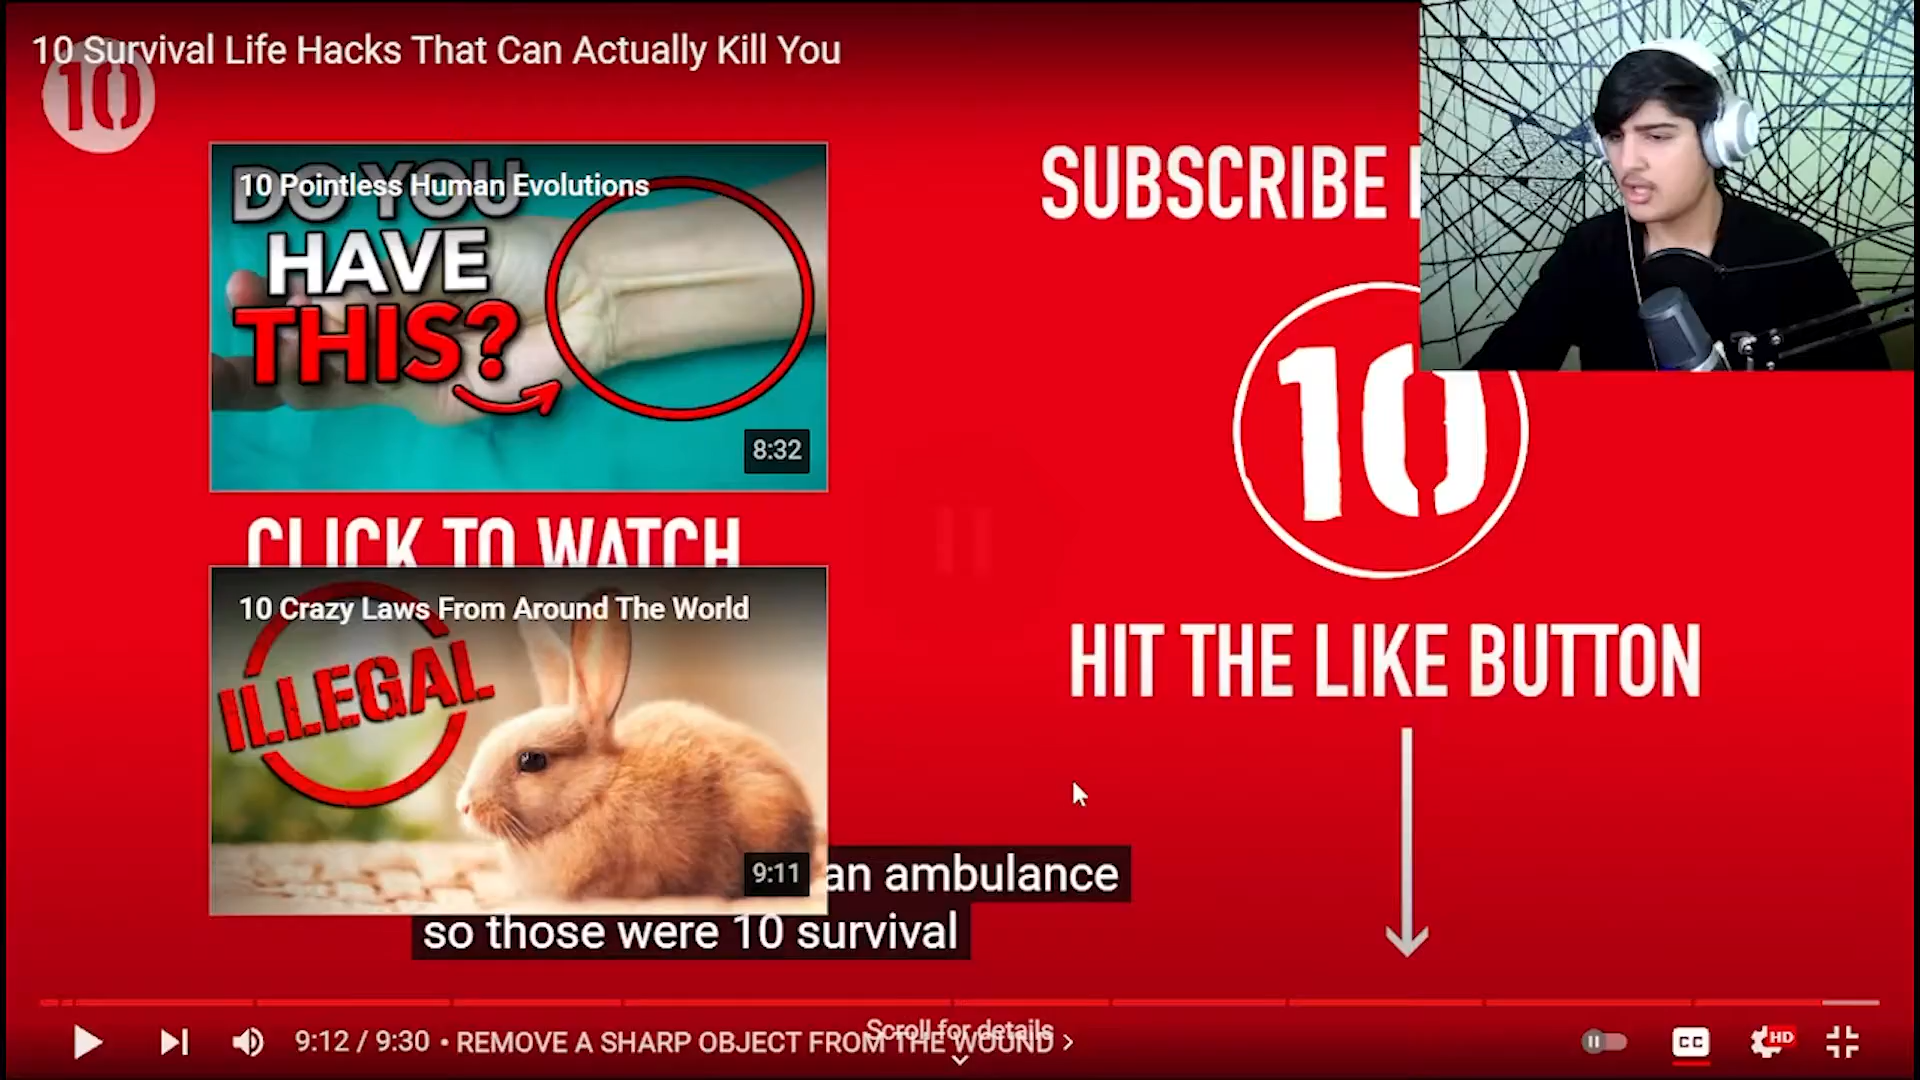 10 Survival Life Hacks That Can Actually Kill You
10
DO YOU
10 Pointless Human Evolutions
HAVE
THIS?
8:32
SUBSCRIBE
10
CLICK TO WATCH
10 Crazy Laws From Around The World
ILLEGAL
9:11
HIT THE LIKE BUTTON
an ambulance
so those were 10 survival
Scroll for details
9:12 / 9:30 • REMOVE A SHARP OBJECT FROM THE WOUND >
CC
HD